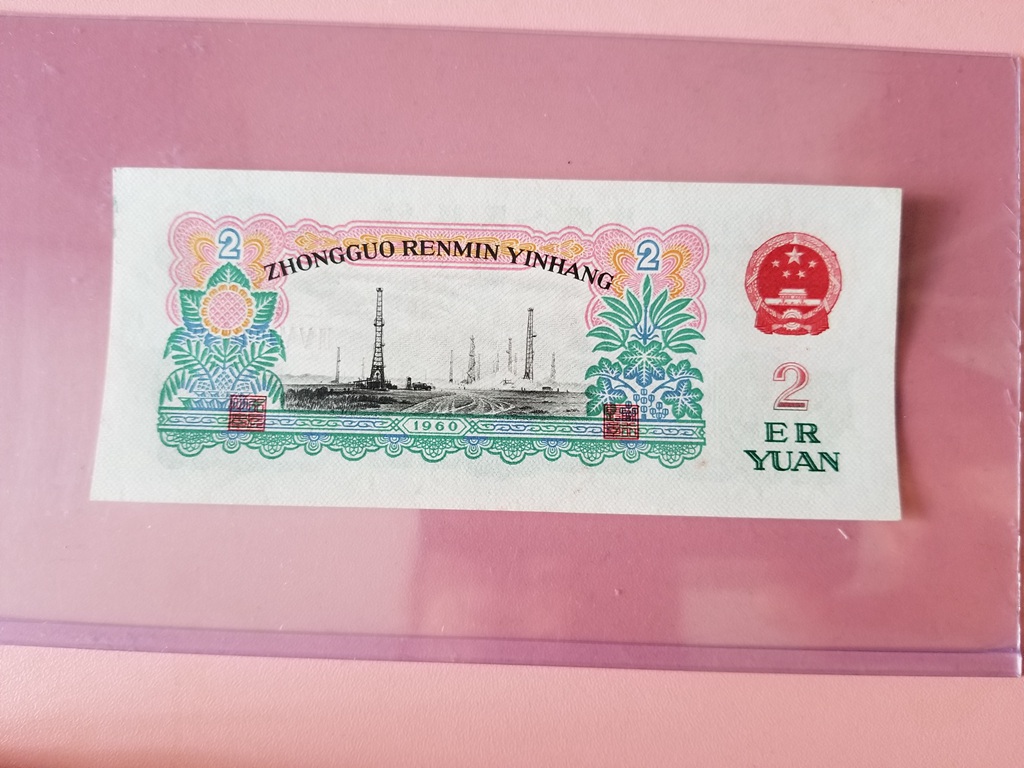 2
2
ZHONGGUO RENMIN YINHANG
1960
2
ER
YUAN